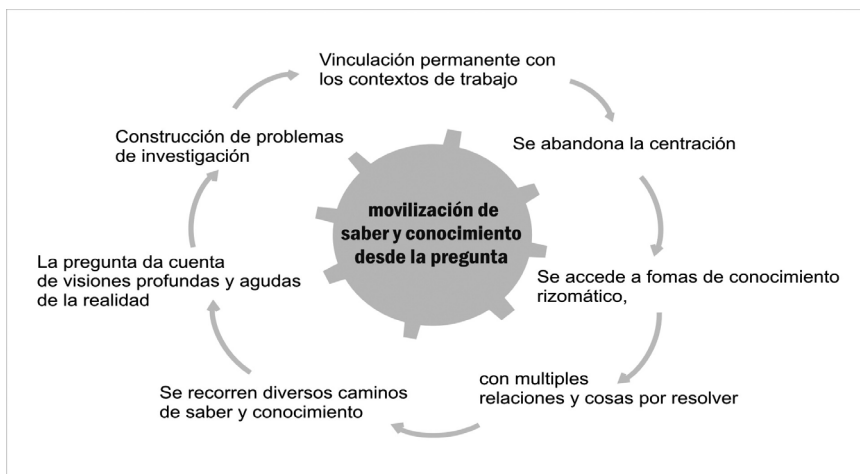 Vinculación permanente con
los contextos de trabajo
Se abandona la centración
Se accede a fomas de conocimiento
rizomático,
con multiples
relaciones y cosas por resolver
Se recorren diversos caminos
de saber y conocimiento
La pregunta da cuenta
de visiones profundas y agudas
de la realidad
Construcción de problemas
de investigación
movilización de
saber y conocimiento
desde la pregunta